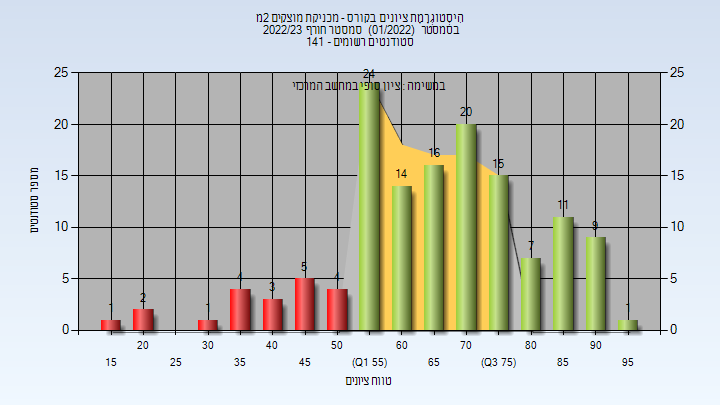 היסטוגרמת ציונים בקורס - מכניקת מוצקים 2מ
בסמסטר (01/2022) סמסטר חורף 2022/23
סטודנטים רשומים - 141
במשימה : ציון סופי במחשב המרכזי
25 25
20 20
15 15
10 10
5 5
0 0
מספר סטודנטים
1 2 1 4 3 5 4 24 14 16 20 15 7 11 9 1
20 30 40 50 60 70 80 90
15 25 35 45 (Q1 55) 65 (Q3 75) 85 95
טווח ציונים